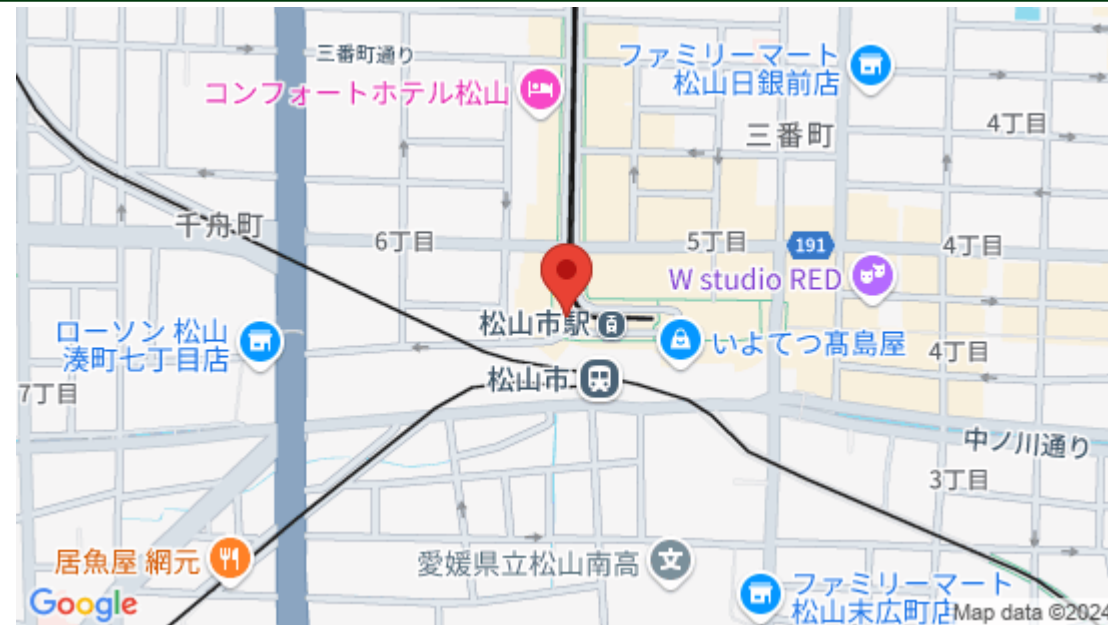 三番町通り
ファミリーマート
松山日銀前店
コンフォートホテル松山
4丁目
三番町
千舟町
6丁目
5丁目
191
4丁目
W studio RED
松山市駅
ローソン 松山
湊町七丁目店
いよてつ髙島屋
4丁目
松山市
7丁目
中ノ川通り
3丁目
居魚屋 網元
愛媛県立松山南高
文
ファミリーマート
松山末広町店
Google
Map data ©2024